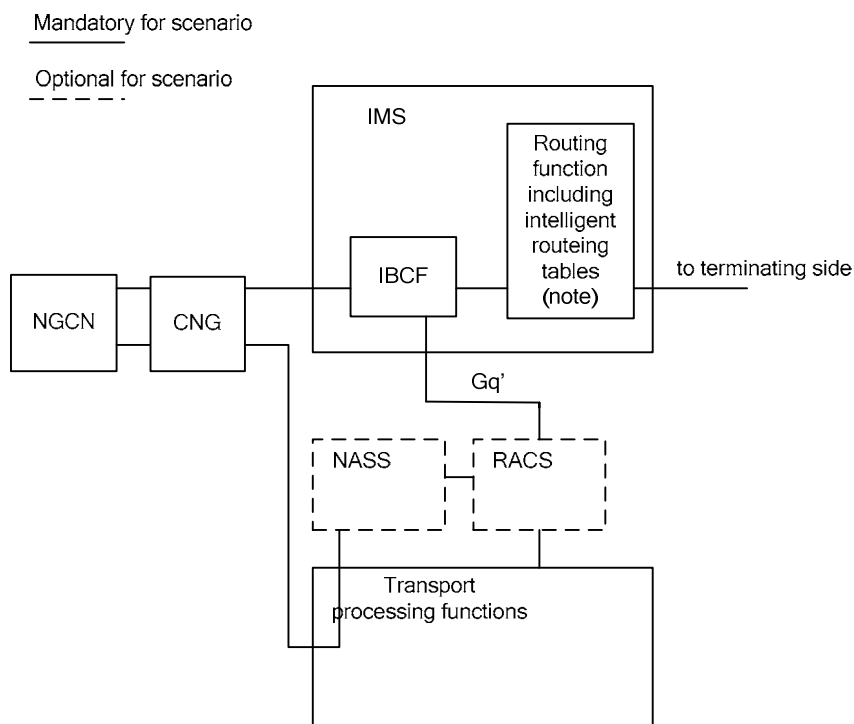 Mandatory for scenario
Optional for scenario
IMS
Routing
function
including
intelligent
routeing
tables
(note)
IBCF
to terminating side
NGCN
CNG
Gq’
NASS
RACS
Transport
processing functions